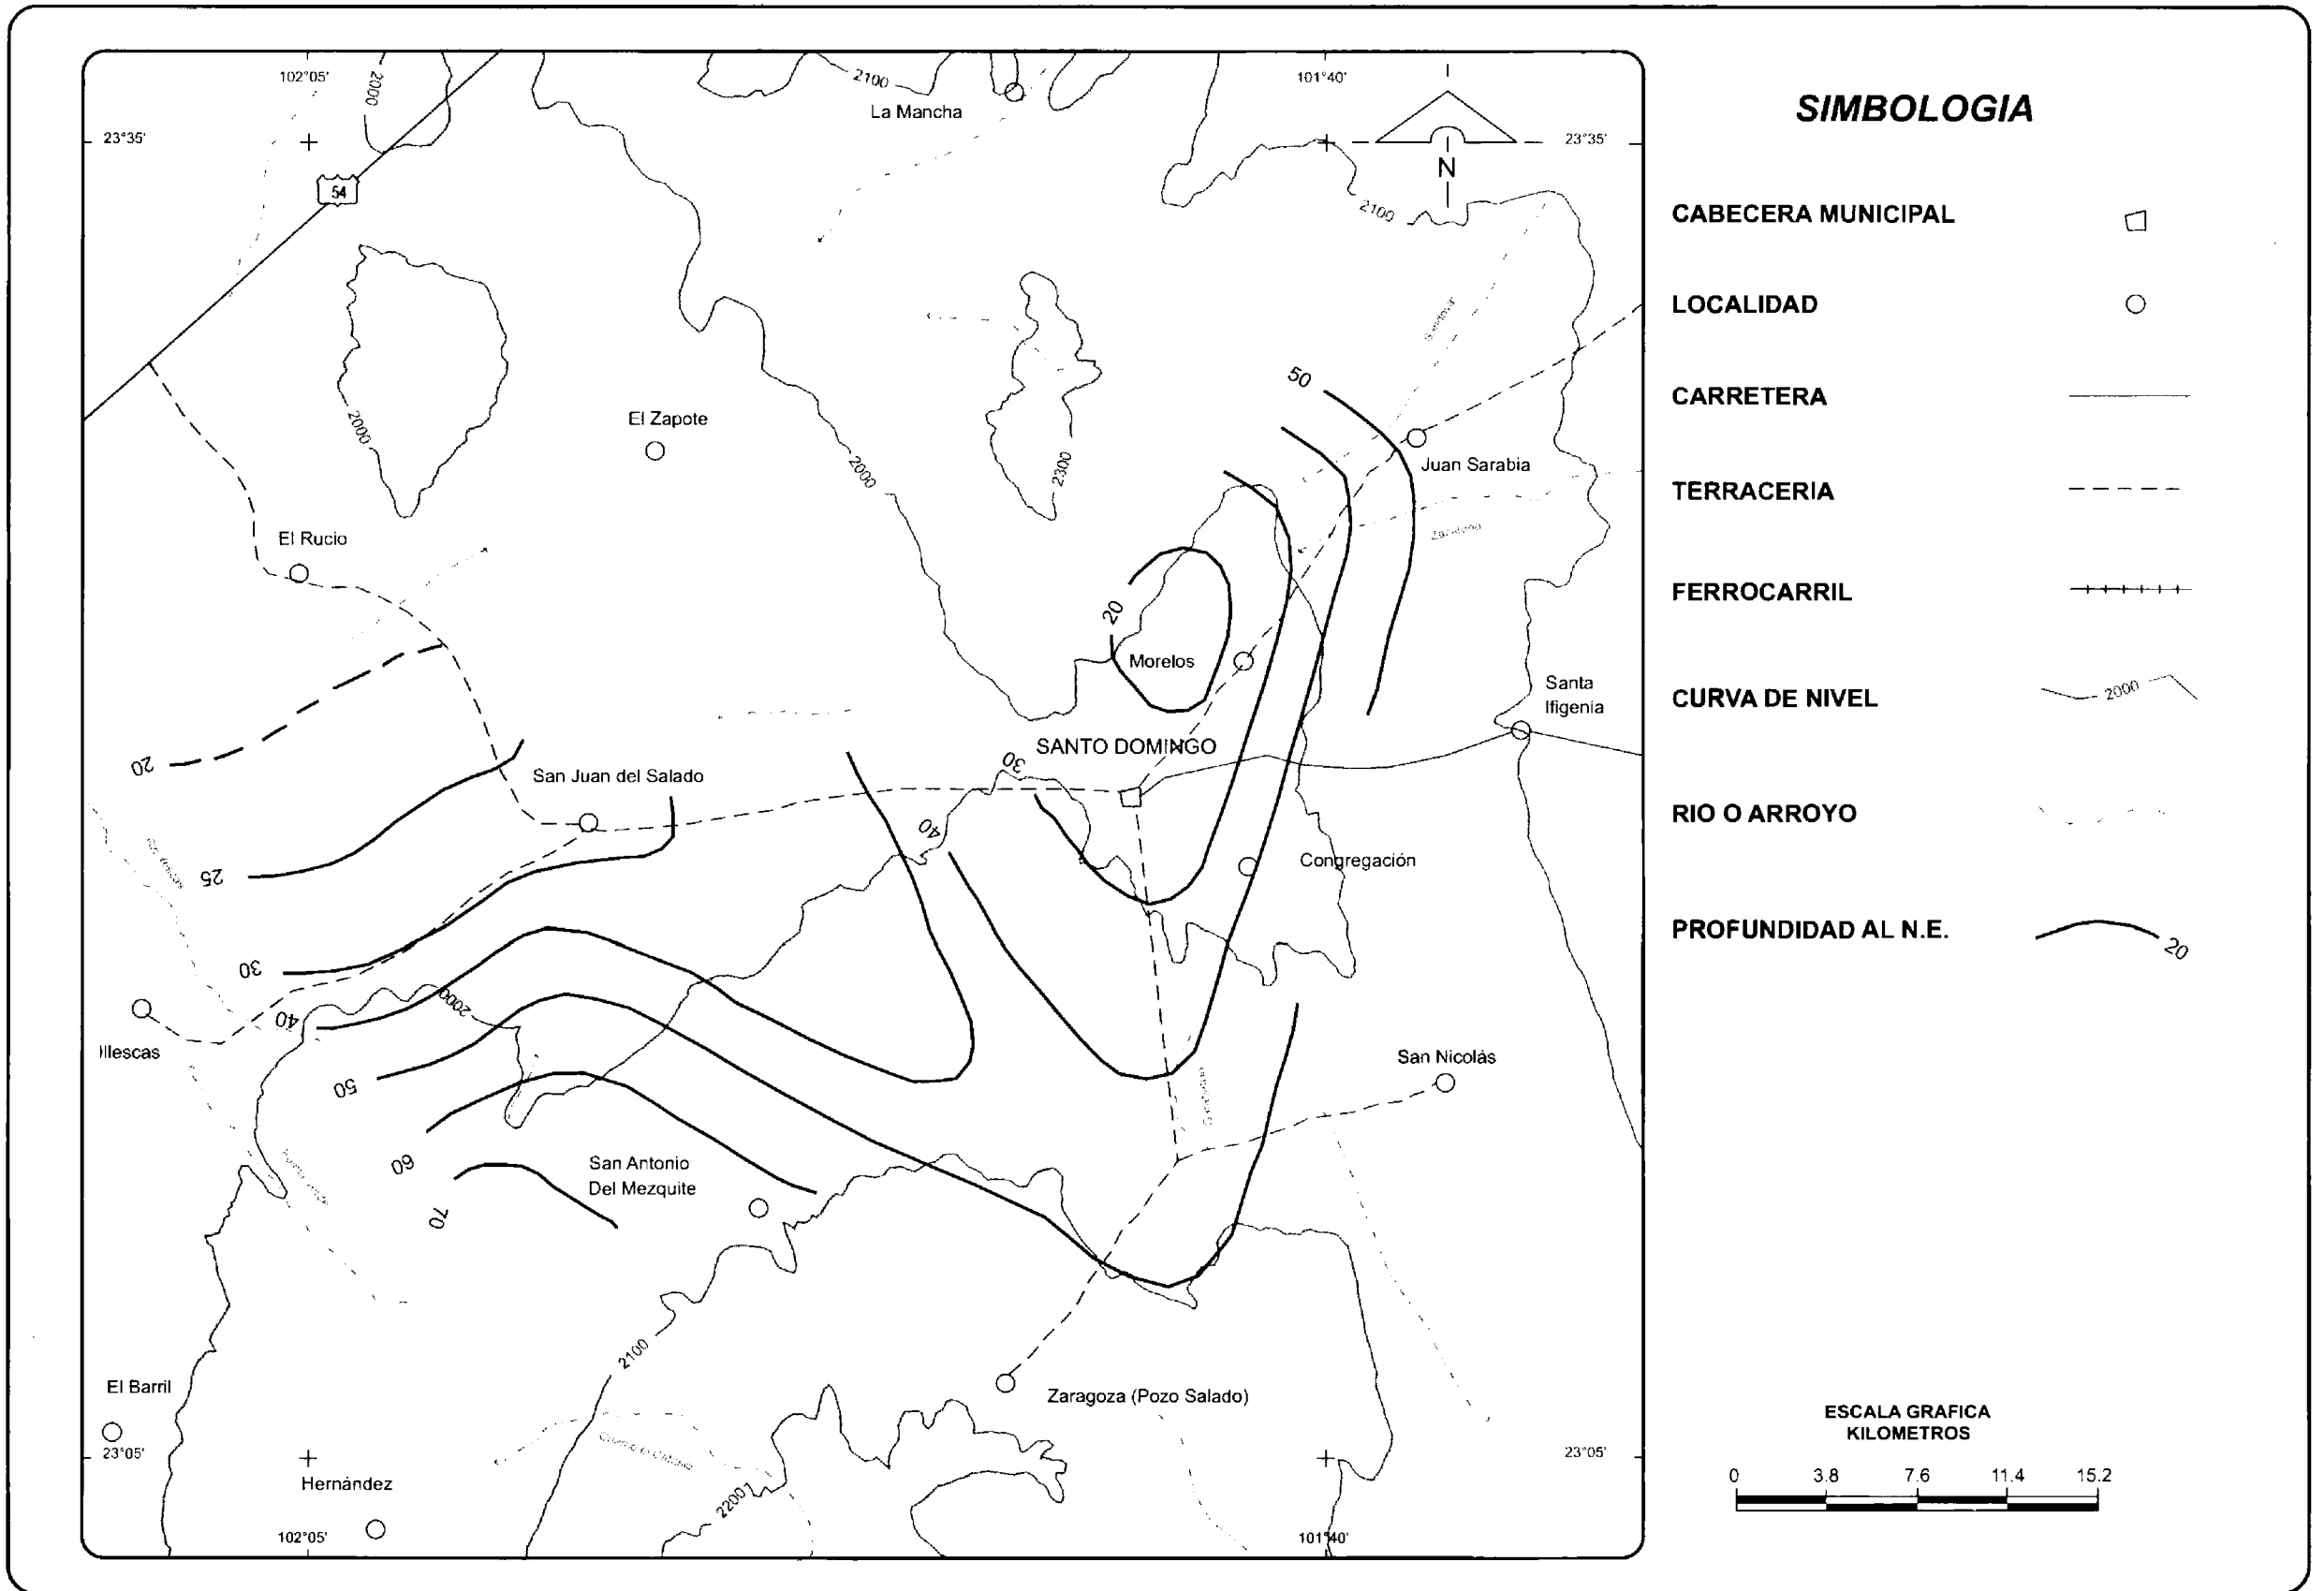 102°05'
2000
2100
La Mancha
101°40'
23°35'
23°35'
54
N
2100
2000
El Zapote
2000
2300
50
Juan Sarabia
El Rucio
20
Morelos
Santa
Ifigenia
SANTO DOMINGO
30
20
San Juan del Salado
40
25
Congregación
30
2000
40
Illescas
50
San Nicolás
60
San Antonio
Del Mezquite
70
2100
El Barril
Zaragoza (Pozo Salado)
23°05'
23°05'
Hernández
2200
102°05'
101°40'
SIMBOLOGIA
CABECERA MUNICIPAL
LOCALIDAD
CARRETERA
TERRACERIA
FERROCARRIL
CURVA DE NIVEL
2000
RIO O ARROYO
PROFUNDIDAD AL N.E.
20
ESCALA GRAFICA
KILOMETROS
0 3.8 7.6 11.4 15.2